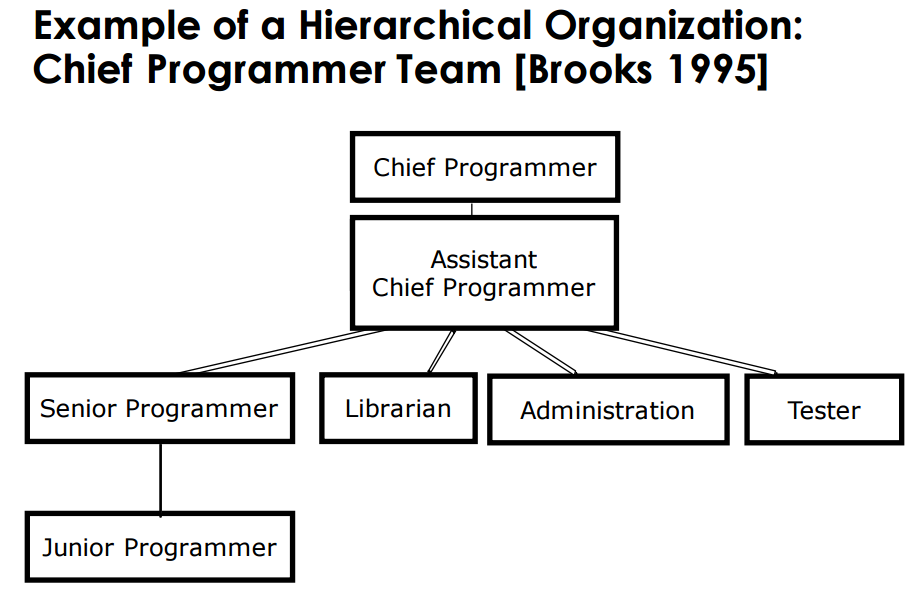 Example of a Hierarchical Organization:
Chief Programmer Team [Brooks 1995]
Chief Programmer
Assistant
Chief Programmer
Senior Programmer
Librarian
Administration
Tester
Junior Programmer